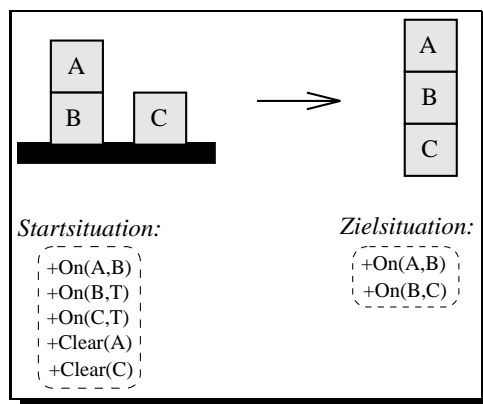 A
B
C
A
B
C
Startsituation:
+On(A,B)
+On(B,T)
+On(C,T)
+Clear(A)
+Clear(C)
Zielsituation:
+On(A,B)
+On(B,C)